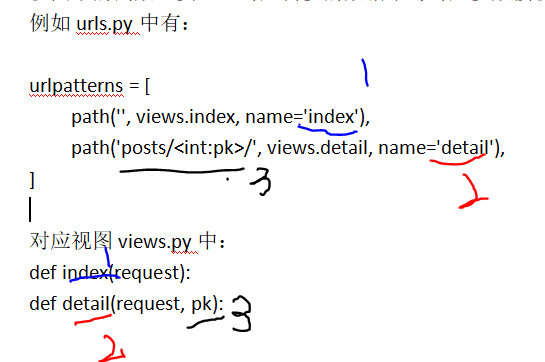 例如 urls.py 中有：
1
urlpatterns = [
path('', views.index, name='index'),
path('posts/<int:pk>/', views.detail, name='detail'),
3
2
]
对应视图 views.py 中：
1
def index(request):
def detail(request, pk):
3
2